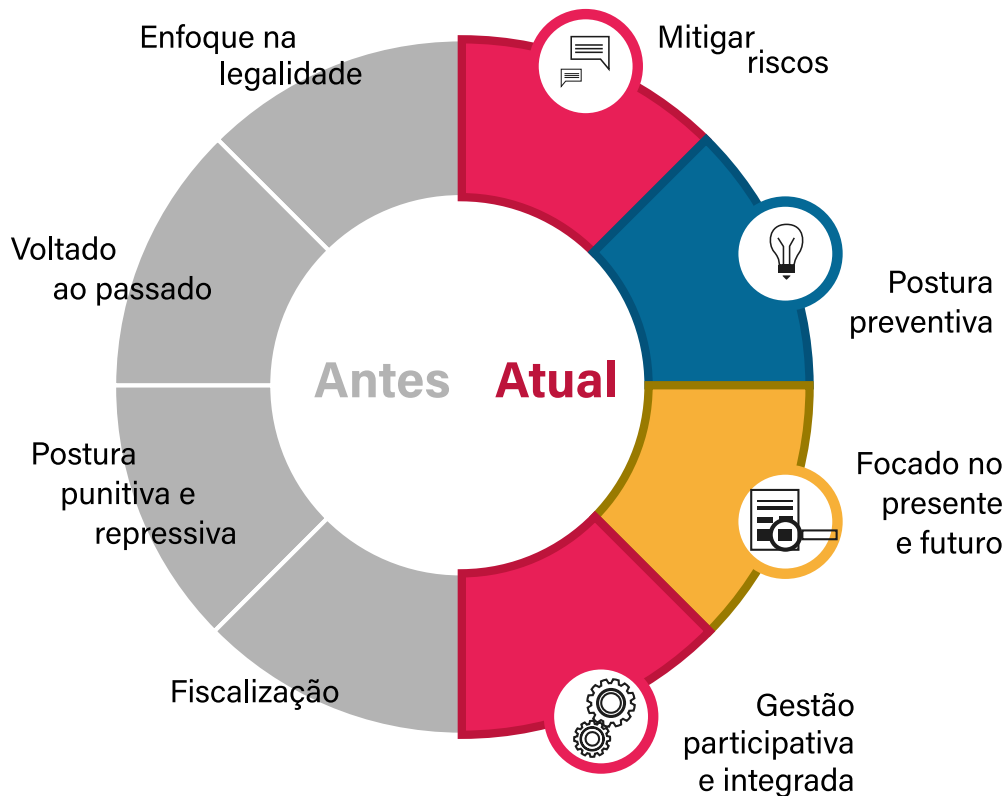 Enfoque na
legalidade
Voltado
ao passado
Postura
punitiva e
repressiva
Fiscalização
Antes
Atual
Mitigar
riscos
Postura
preventiva
Focado no
presente
e futuro
Gestão
participativa
e integrada